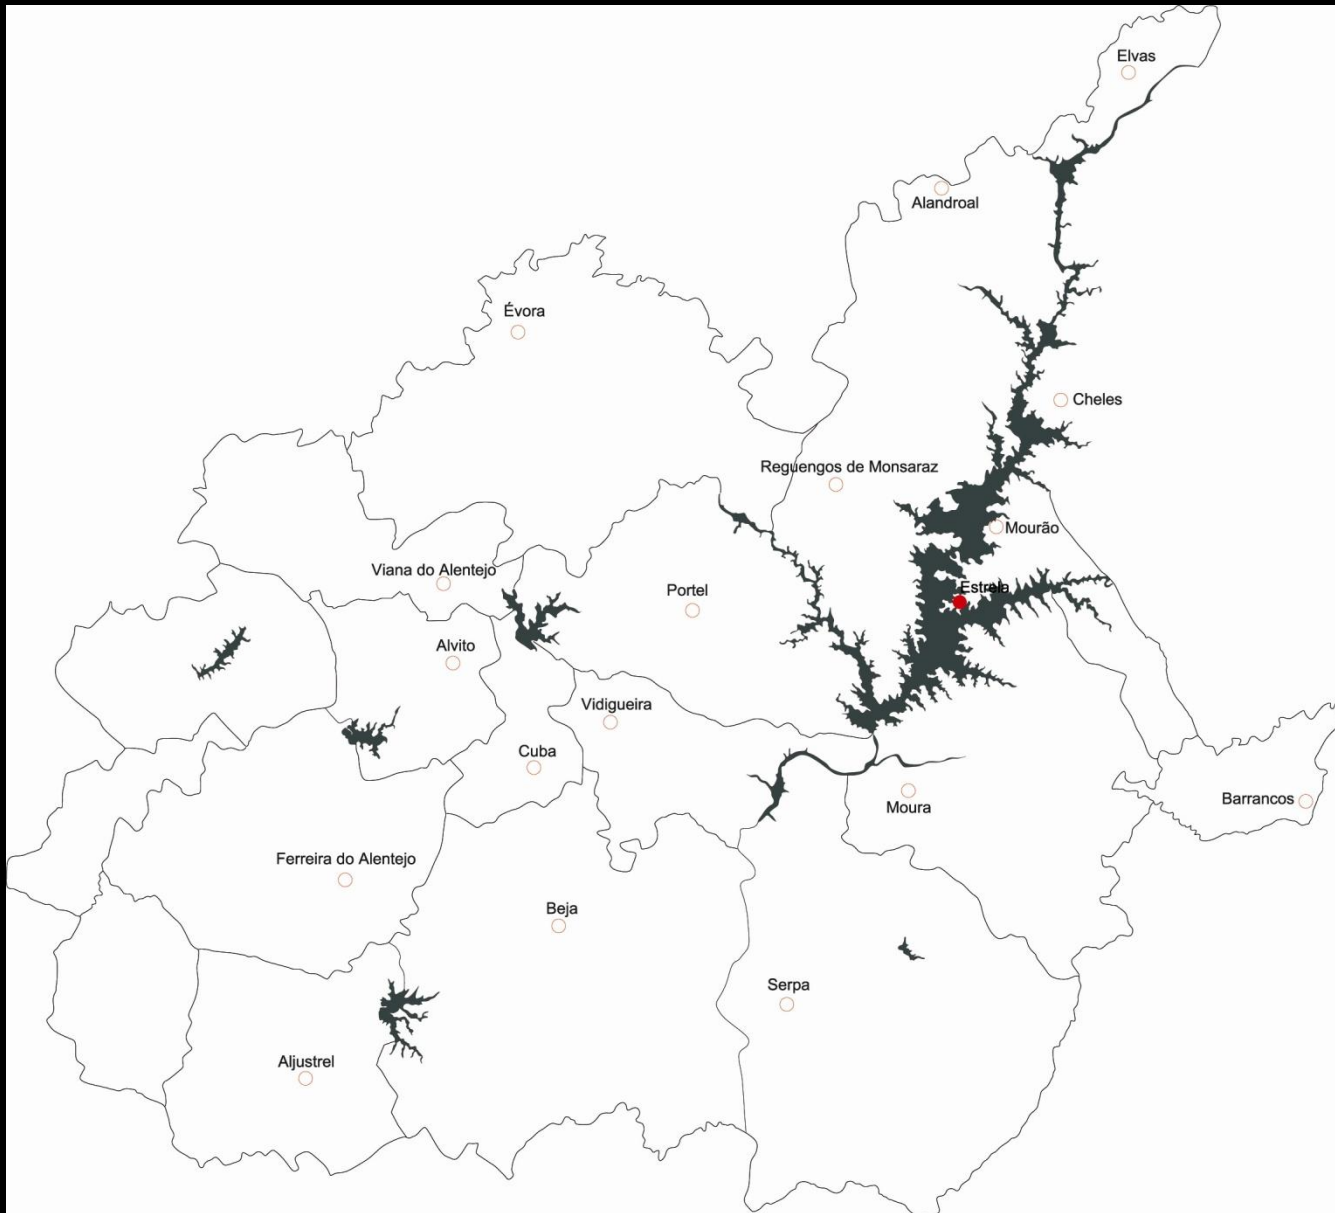 Elvas
Alandroal
Évora
Cheles
Reguengos de Monsaraz
Mourão
Viana do Alentejo
Estrela
Portel
Alvito
Vidigueira
Cuba
Barrancos
Moura
Ferreira do Alentejo
Beja
Serpa
Aljustrel